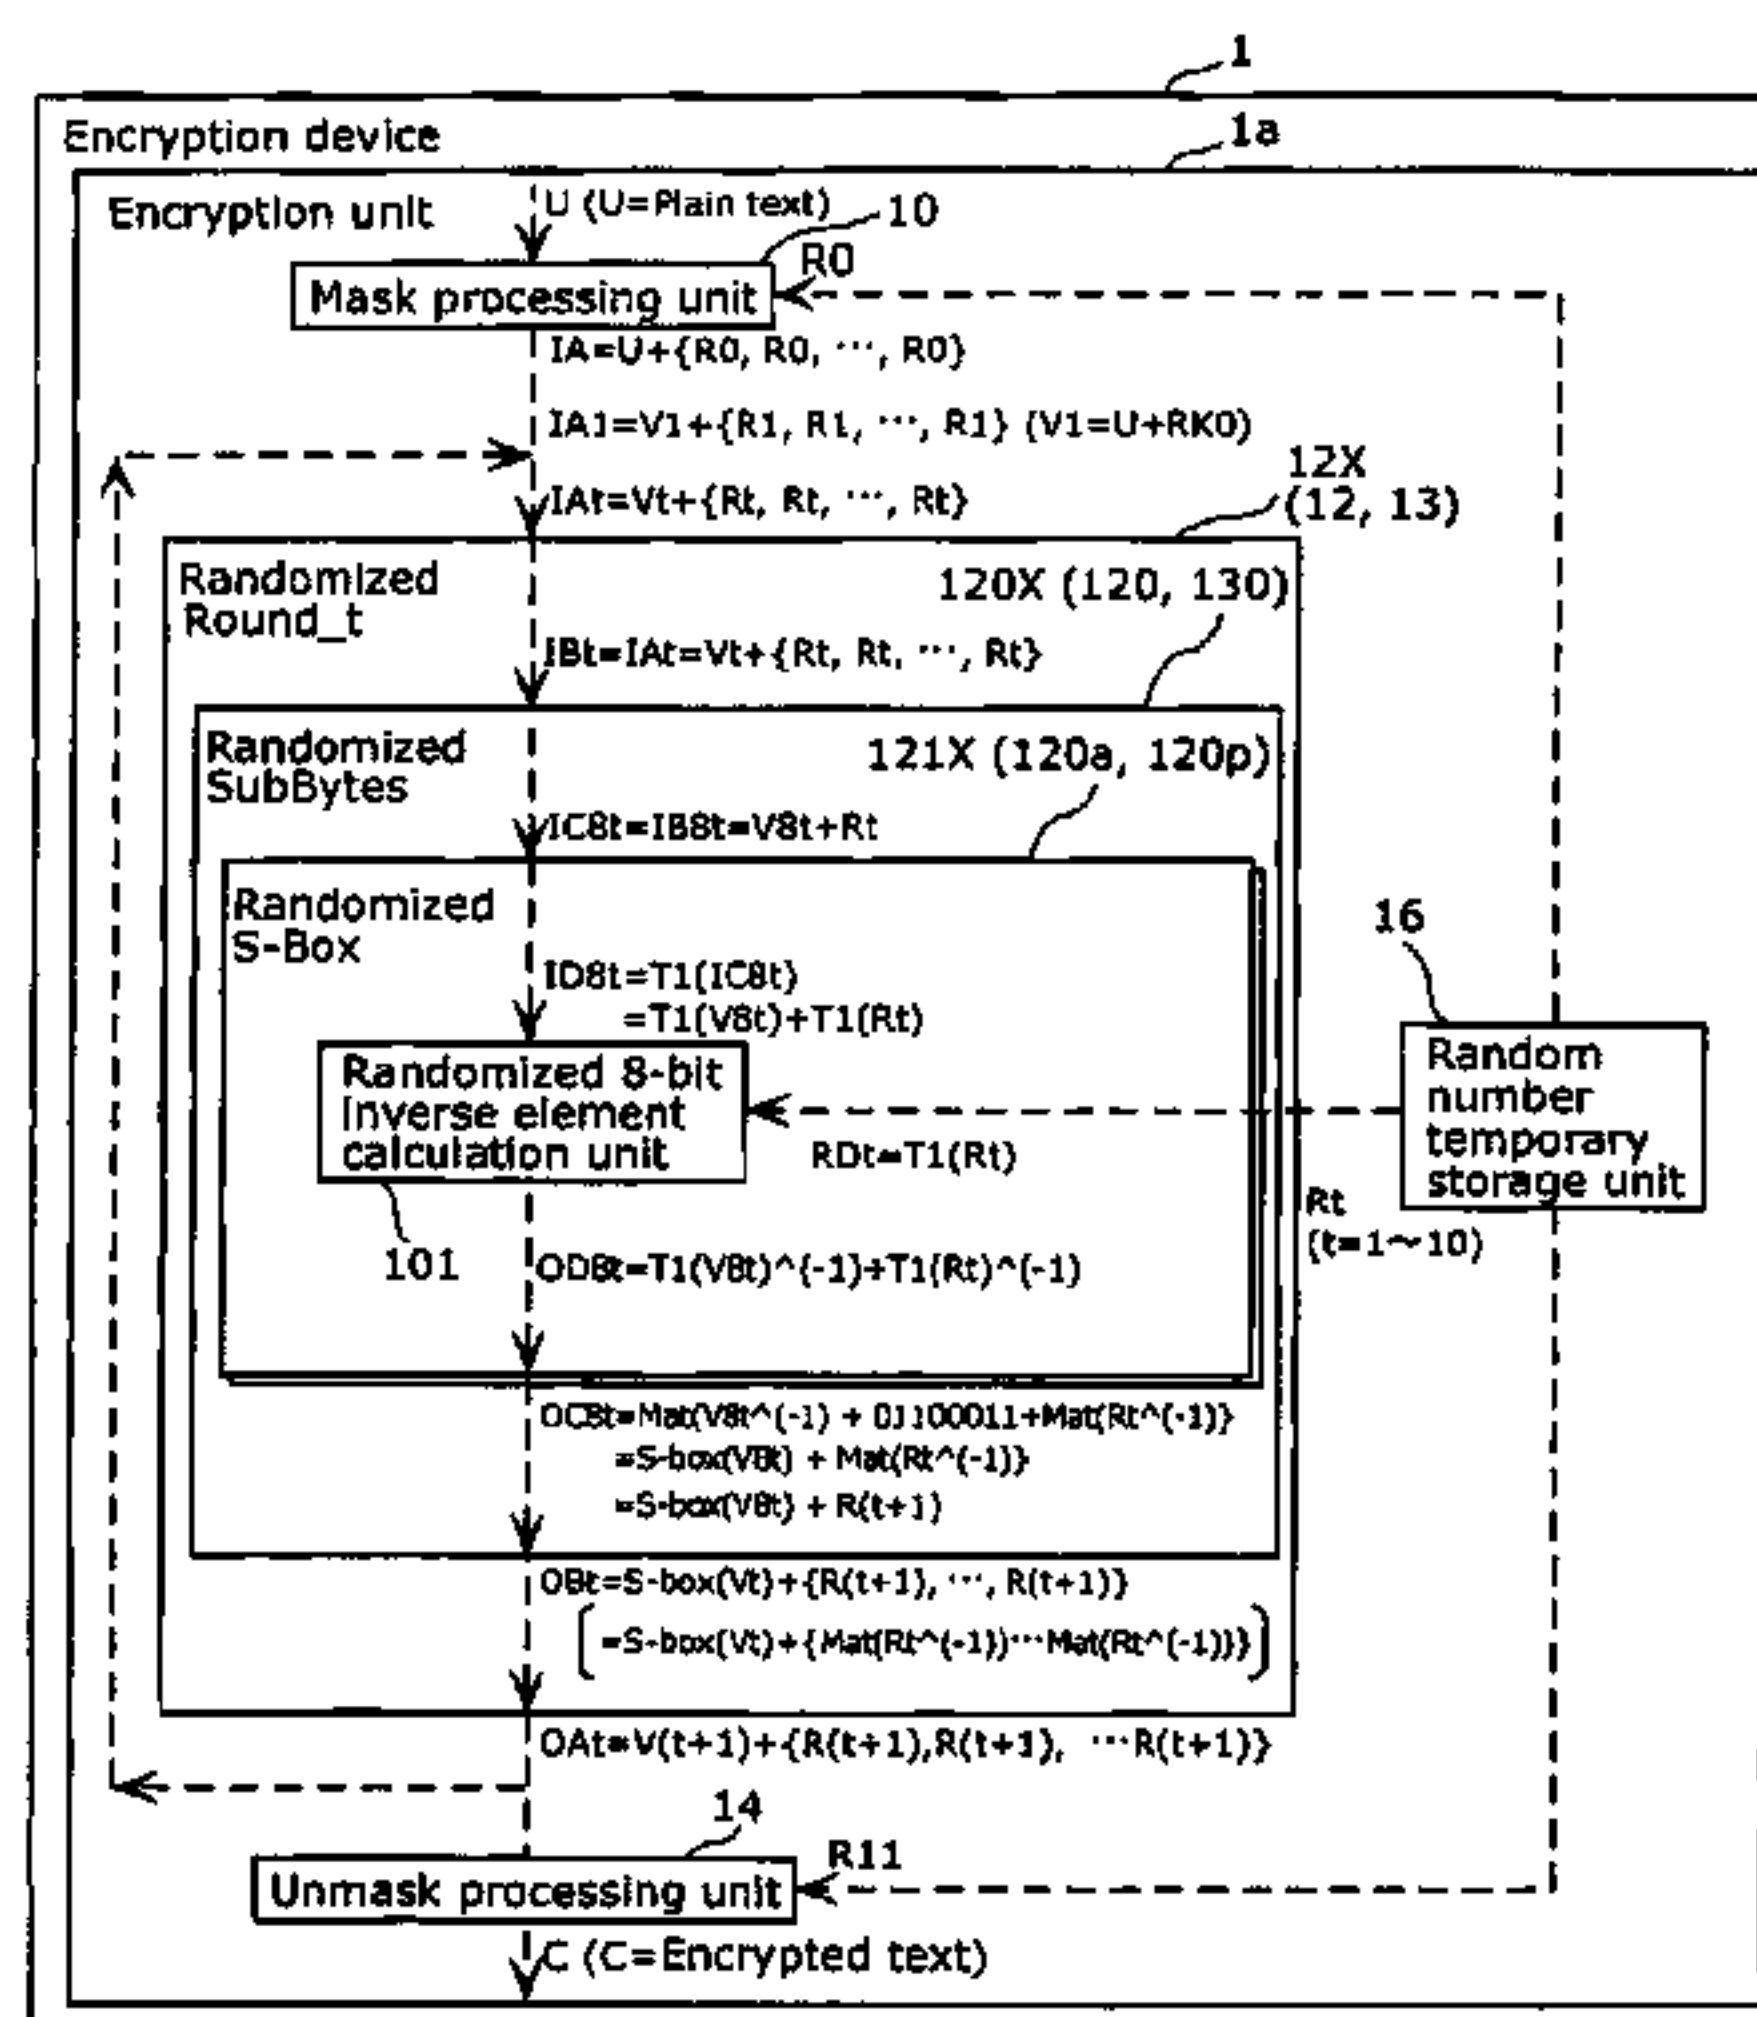 1
Encryption device
1a
Encryption unit
U (U=Plain text)
10
R0
Mask processing unit
IA=U+{R0, R0, ···, R0}
IA1=V1+{R1, R1, ···, R1} (V1=U+RK0)
12X
(12, 13)
IAt=Vt+{Rt, Rt, ···, Rt}
Randomized
Round_t
120X (120, 130)
IBt=IAt=Vt+{Rt, Rt, ···, Rt}
Randomized
SubBytes
121X (120a, 120p)
IC8t=IB8t=V8t+Rt
Randomized
S-Box
16
ID8t=T1(IC8t)
=T1(V8t)+T1(Rt)
Randomized 8-bit
inverse element
calculation unit
Random
number
temporary
storage unit
RDt=T1(Rt)
Rt
(t=1~10)
101
OD8t=T1(V8t)^(-1)+T1(Rt)^(-1)
OC8t=Mat(V8t^(-1) + 01100011+Mat(Rt^(-1)}
=S-box(V8t) + Mat(Rt^(-1)}
=S-box(V8t) + R(t+1)
OBt=S-box(Vt)+{R(t+1), ···, R(t+1)}
(=S-box(Vt)+{Mat(Rt^(-1))···Mat(Rt^(-1))})
OAt=V(t+1)+{R(t+1),R(t+1), ···R(t+1)}
14
R11
Unmask processing unit
C (C=Encrypted text)